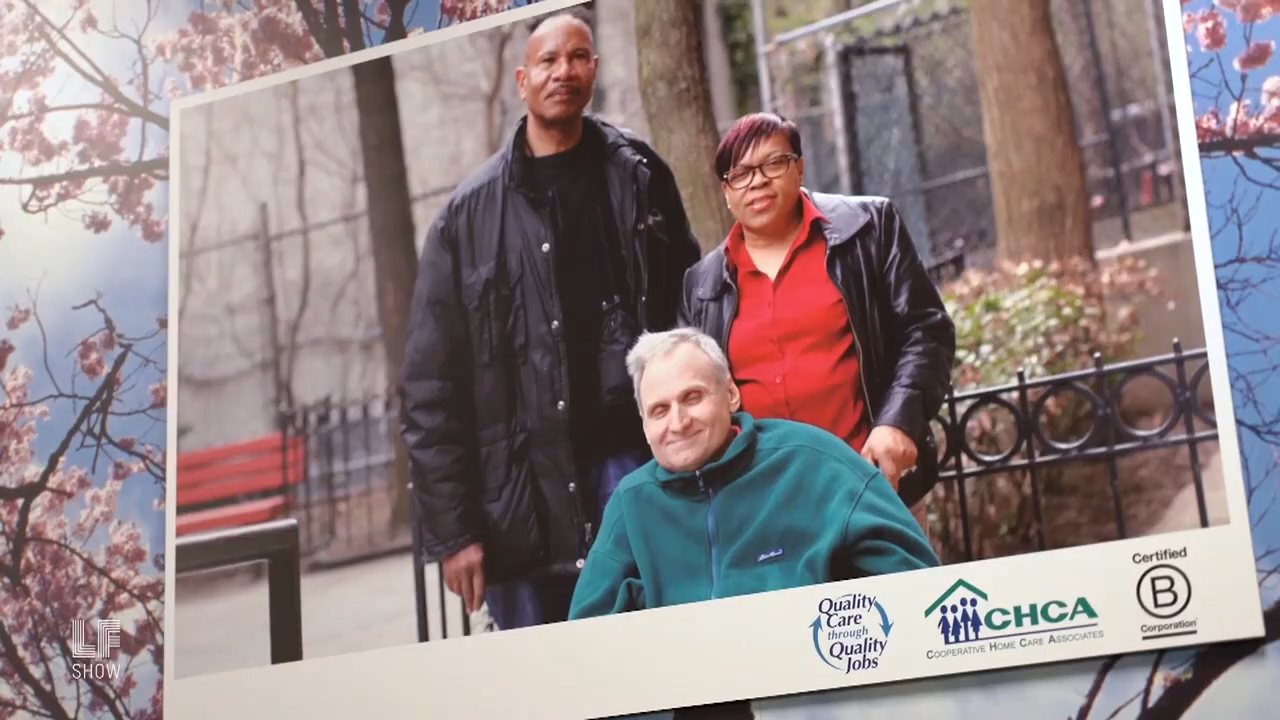 Quality
Care
through
Quality
Jobs
CHCA
COOPERATIVE HOME CARE ASSOCIATES
Certified
B
Corporation
LF
SHOW